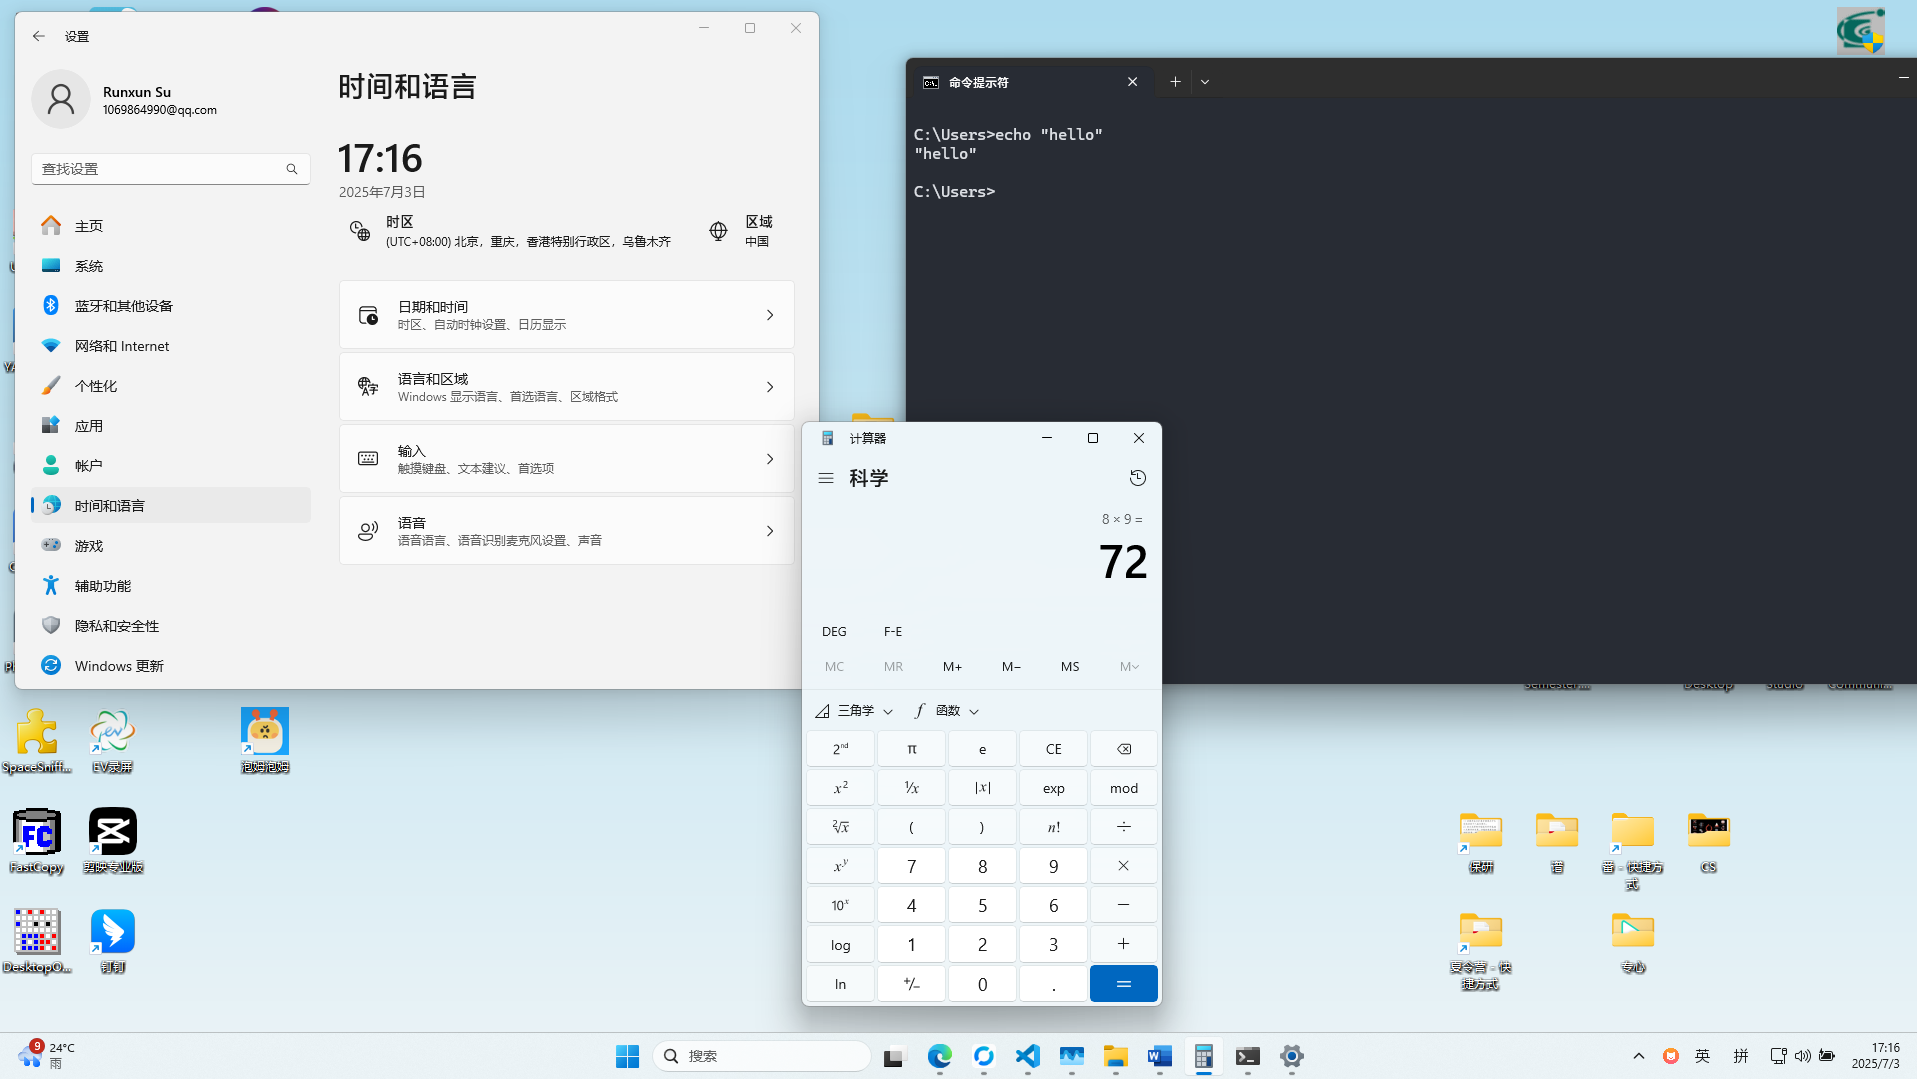 设置
Runxun Su
1069864990@qq.com
查找设置
主页
系统
蓝牙和其他设备
网络和 Internet
个性化
应用
帐户
时间和语言
游戏
辅助功能
隐私和安全性
Windows 更新
时间和语言
17:16
2025年7月3日
时区
(UTC+08:00) 北京，重庆，香港特别行政区，乌鲁木齐
区域
中国
日期和时间
时区、自动时钟设置、日历显示
语言和区域
Windows 显示语言、首选语言、区域格式
输入
触摸键盘、文本建议、首选项
语音
语音语言、语音识别麦克风设置、声音
命令提示符
C:\Users>echo "hello"
"hello"
C:\Users>
计算器
科学
8 × 9 =
72
DEG F-E
MC MR M+ M− MS M
三角学 函数
2ⁿᵈ π e CE
x² ¹⁄x |x| exp mod
²√x ( ) n! ÷
xʸ 7 8 9 ×
10ˣ 4 5 6 −
log 1 2 3 +
ln +/− 0 . =
SpaceSniff...
EV录屏
泡姆泡姆
FastCopy
剪映专业版
DesktopO...
钉钉
Semester...
Desktop
Studio
Communi...
保研
CS
夏令营 - 快
捷方式
专心
9
24°C
雨
搜索
英
拼
17:16
2025/7/3